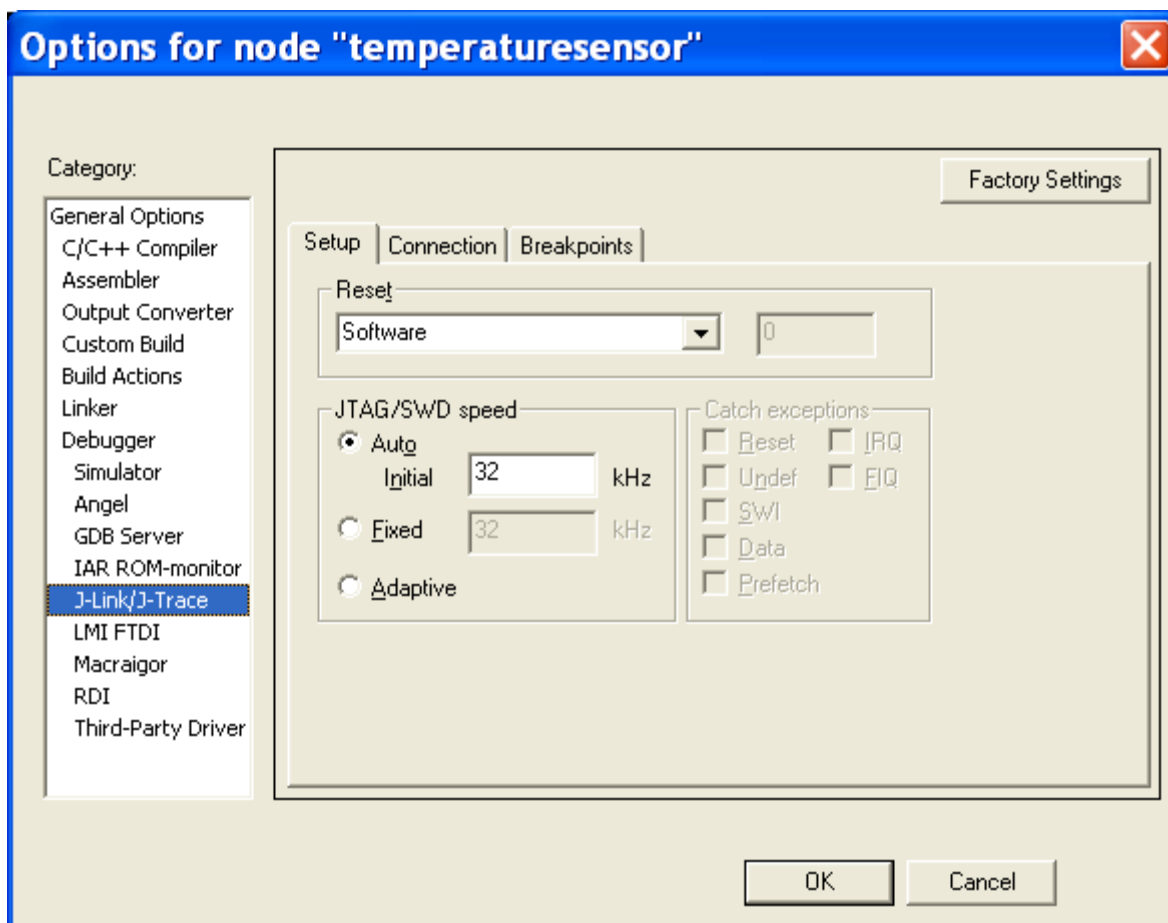 Options for node "temperaturesensor"
Category:
Factory Settings
General Options
C/C++ Compiler
Assembler
Output Converter
Custom Build
Build Actions
Linker
Debugger
Simulator
Angel
GDB Server
IAR ROM-monitor
J-Link/J-Trace
LMI FTDI
Macraigor
RDI
Third-Party Driver
Setup Connection Breakpoints
Reset
Software 0
JTAG/SWD speed
Auto
Initial 32 kHz
Fixed 32 kHz
Adaptive
Catch exceptions
Reset IRQ
Undef FIQ
SWI
Data
Prefetch
OK Cancel